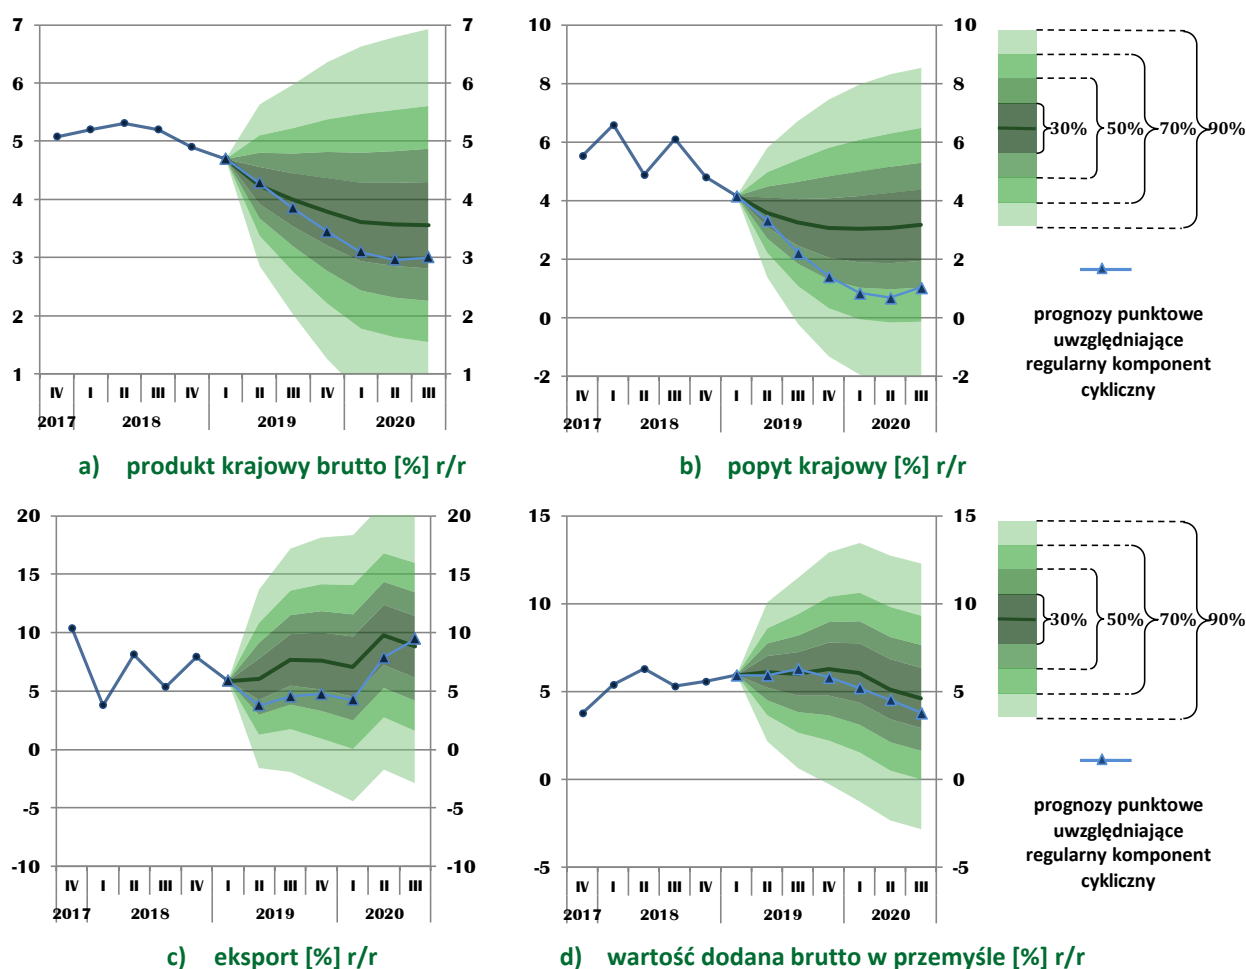 7 7
6 6
5 5
4 4
3 3
2 2
1 1
IV I II III IV I II III IV I II III
2017 2018 2019 2020
a) produkt krajowy brutto [%] r/r
10 10
8 8
6 6
4 4
2 2
0 0
-2 -2
IV I II III IV I II III IV I II III
2017 2018 2019 2020
b) popyt krajowy [%] r/r
30% 50% 70% 90%
prognozy punktowe
uwzględniające
regularny komponent
cykliczny
20 20
15 15
10 10
5 5
0 0
-5 -5
-10 -10
IV I II III IV I II III IV I II III
2017 2018 2019 2020
c) eksport [%] r/r
15 15
10 10
5 5
0 0
-5 -5
IV I II III IV I II III IV I II III
2017 2018 2019 2020
d) wartość dodana brutto w przemyśle [%] r/r
30% 50% 70% 90%
prognozy punktowe
uwzględniające
regularny komponent
cykliczny